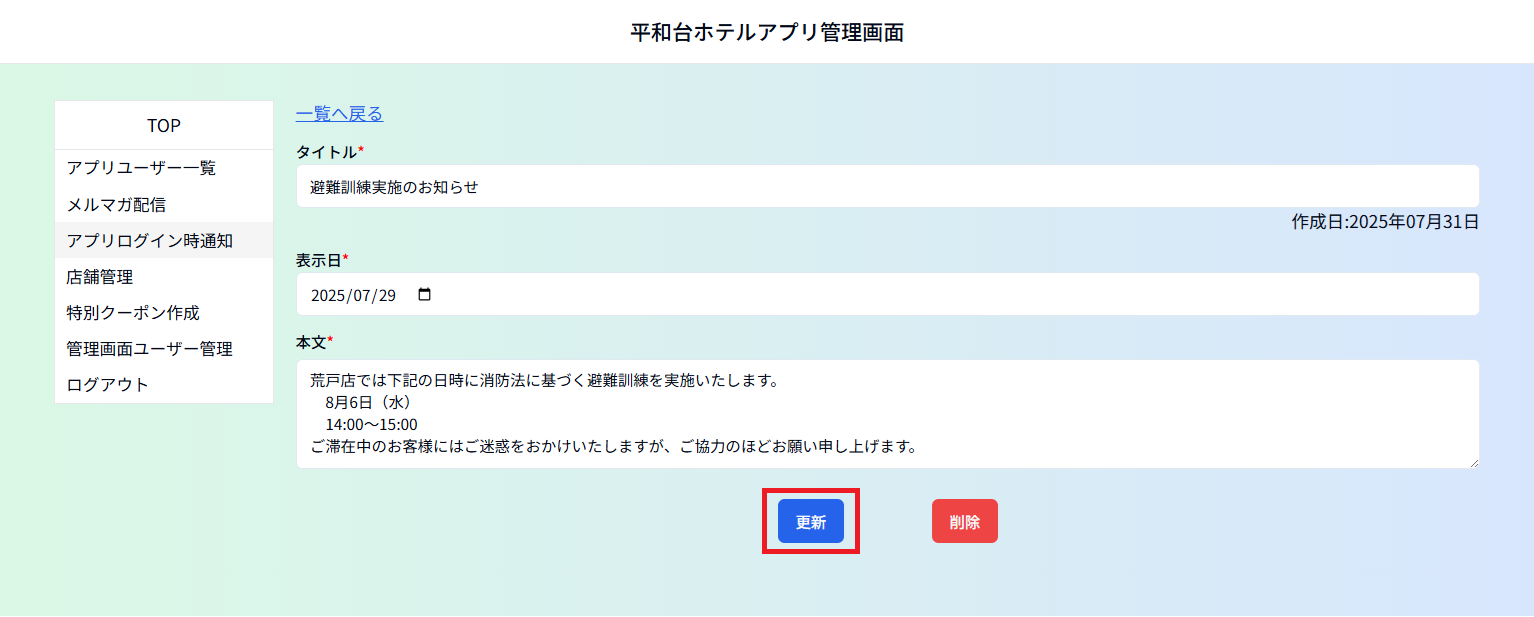 平和台ホテルアプリ管理画面
TOP
アプリユーザー一覧
メルマガ配信
アプリログイン時通知
店舗管理
特別クーポン作成
管理画面ユーザー管理
ログアウト
一覧へ戻る
タイトル*
避難訓練実施のお知らせ
作成日:2025年07月31日
表示日*
2025/07/29
本文*
荒戸店では下記の日時に消防法に基づく避難訓練を実施いたします。
8月6日（水）
14:00～15:00
ご滞在中のお客様にはご迷惑をおかけいたしますが、ご協力のほどお願い申し上げます。
更新
削除